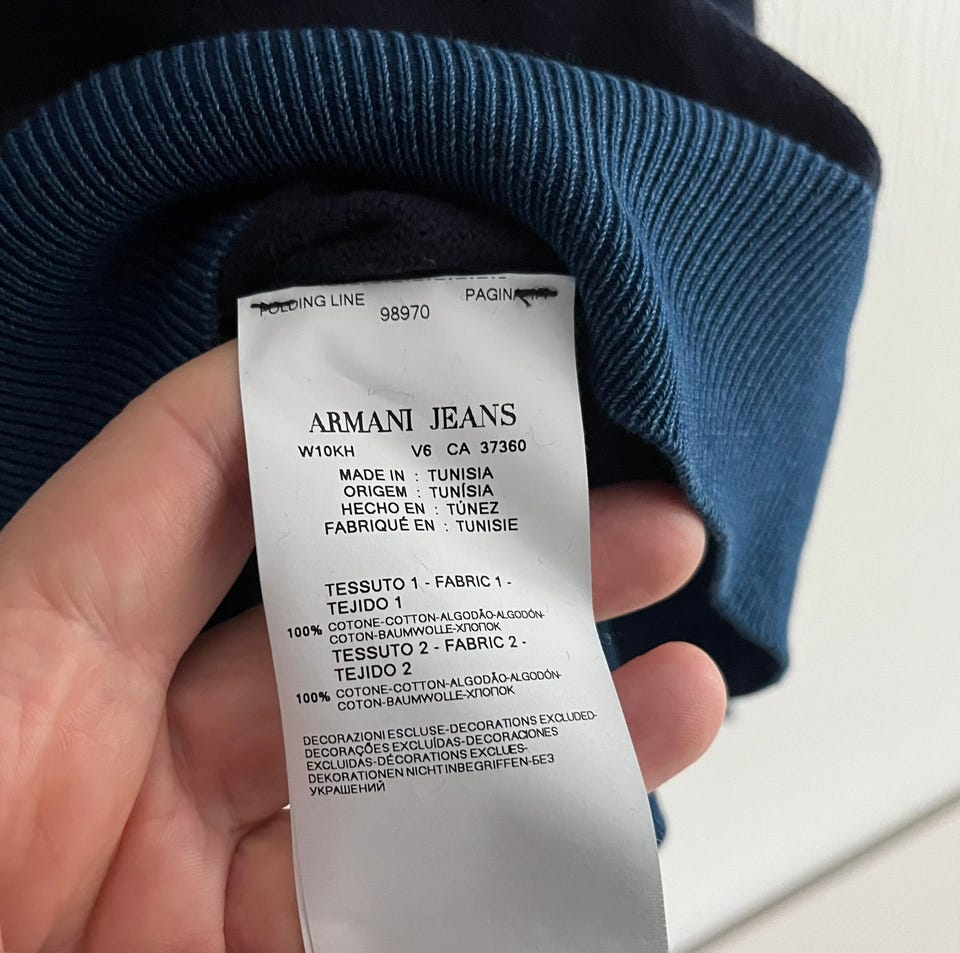 FOLDING LINE
98970
PAGINA
ARMANI JEANS
W10KH V6 CA 37360
MADE IN : TUNISIA
ORIGEM : TUNÍSIA
HECHO EN : TÚNEZ
FABRIQUÉ EN : TUNISIE
TESSUTO 1 - FABRIC 1 -
TEJIDO 1
100% COTONE-COTTON-ALGODÃO-ALGODÓN-
COTON-BAUMWOLLE-ХЛОПОК
TESSUTO 2 - FABRIC 2 -
TEJIDO 2
100% COTONE-COTTON-ALGODÃO-ALGODÓN-
COTON-BAUMWOLLE-ХЛОПОК
DECORAZIONI ESCLUSE-DECORATIONS EXCLUDED-
DECORAÇÕES EXCLUÍDAS-DECORACIONES
EXCLUIDAS-DÉCORATIONS EXCLUES-
DEKORATIONEN NICHT INBEGRIFFEN-БЕЗ
УКРАШЕНИЙ